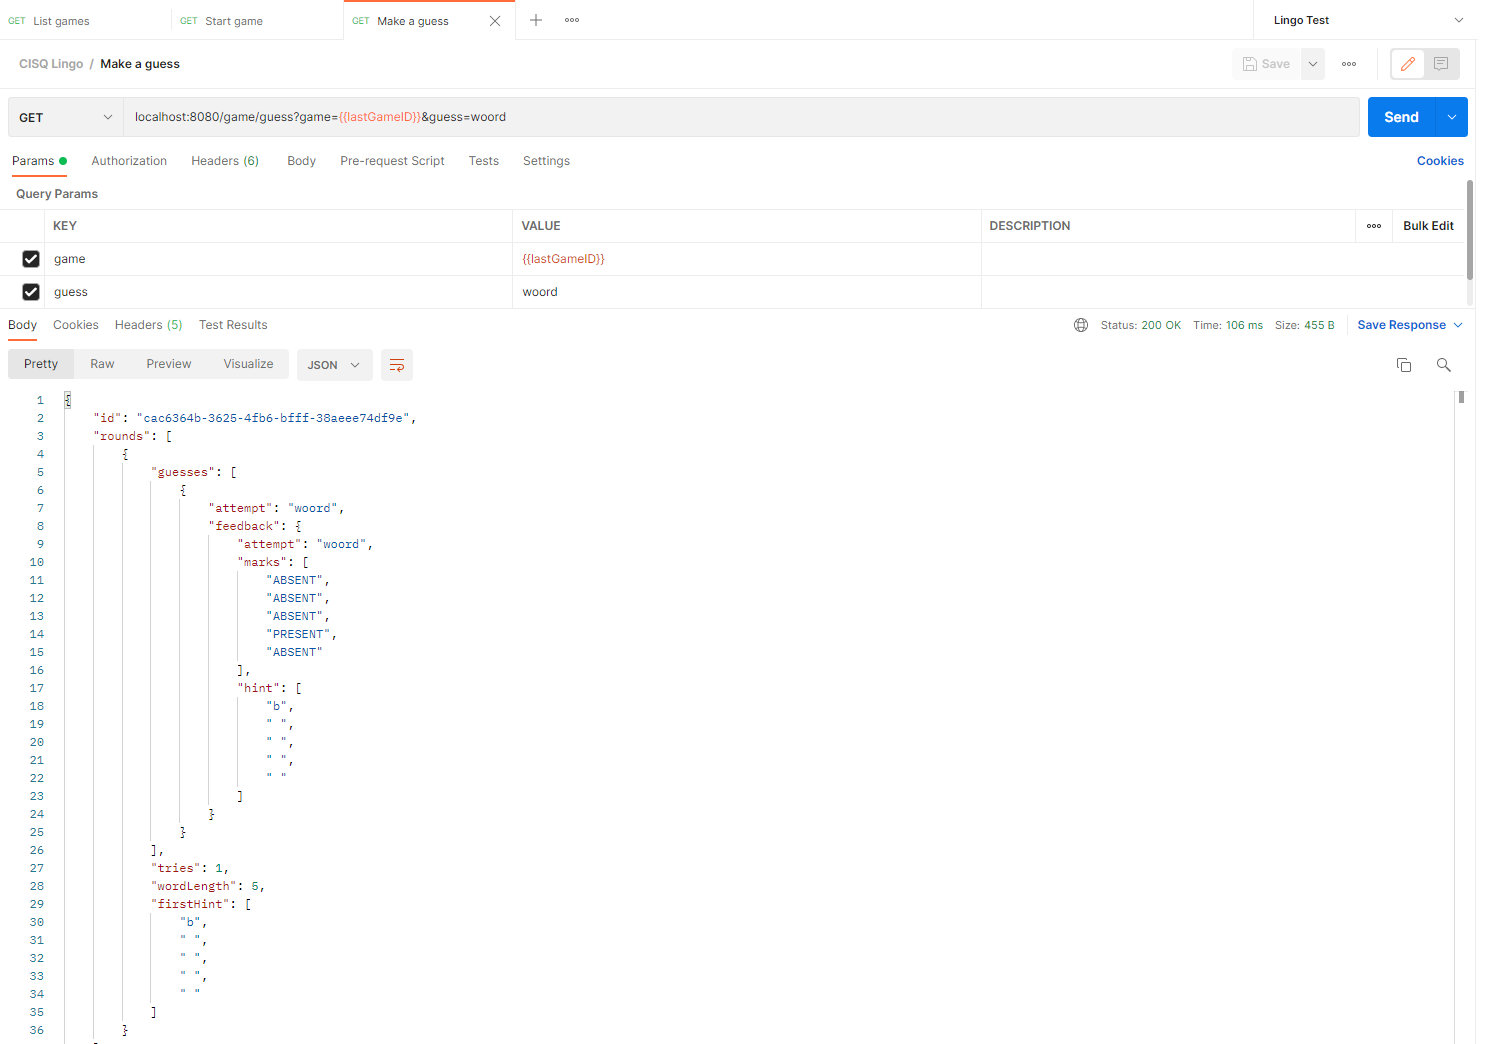 GET List games GET Start game GET Make a guess Lingo Test
CISQ Lingo / Make a guess Save
GET localhost:8080/game/guess?game={{lastGameID}}&guess=woord Send
Params Authorization Headers (6) Body Pre-request Script Tests Settings Cookies
Query Params
KEY VALUE DESCRIPTION Bulk Edit
game {{lastGameID}}
guess woord
Body Cookies Headers (5) Test Results Status: 200 OK Time: 106 ms Size: 455 B Save Response
Pretty Raw Preview Visualize JSON
1 {
2 "id": "cac6364b-3625-4fb6-bfff-38aeee74df9e",
3 "rounds": [
4 {
5 "guesses": [
6 {
7 "attempt": "woord",
8 "feedback": {
9 "attempt": "woord",
10 "marks": [
11 "ABSENT",
12 "ABSENT",
13 "ABSENT",
14 "PRESENT",
15 "ABSENT"
16 ],
17 "hint": [
18 "b",
19 " ",
20 " ",
21 " ",
22 " "
23 ]
24 }
25 }
26 ],
27 "tries": 1,
28 "wordLength": 5,
29 "firstHint": [
30 "b",
31 " ",
32 " ",
33 " ",
34 " "
35 ]
36 }